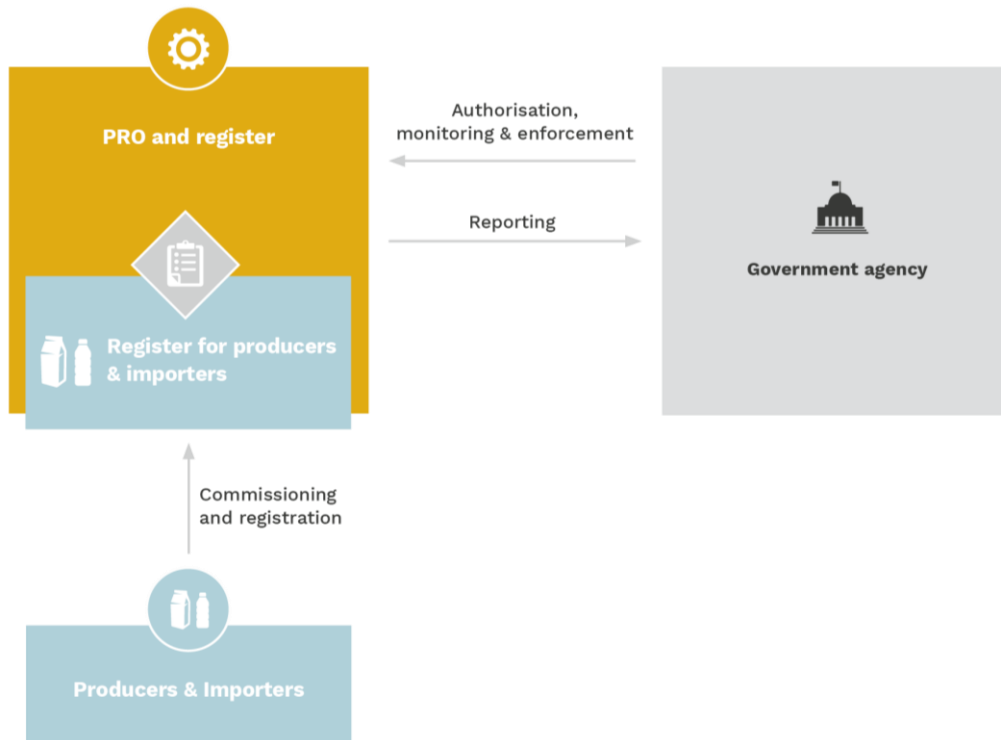 PRO and register
Authorisation,
monitoring & enforcement
Reporting
Government agency
Register for producers
& importers
Commissioning
and registration
Producers & Importers